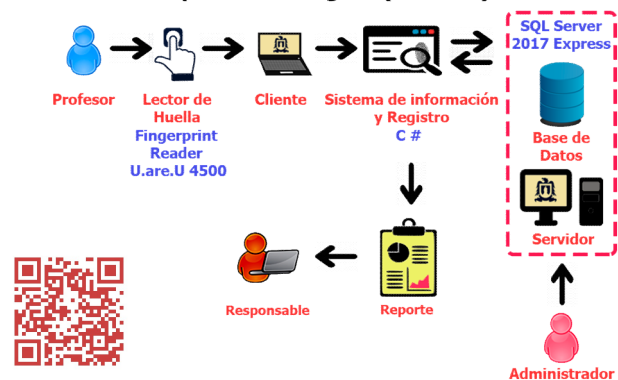 SQL Server
2017 Express
Profesor
Lector de
Huella
Fingerprint
Reader
U.are.U 4500
Cliente
Sistema de información
y Registro
C #
Base de
Datos
Servidor
Responsable
Reporte
Administrador